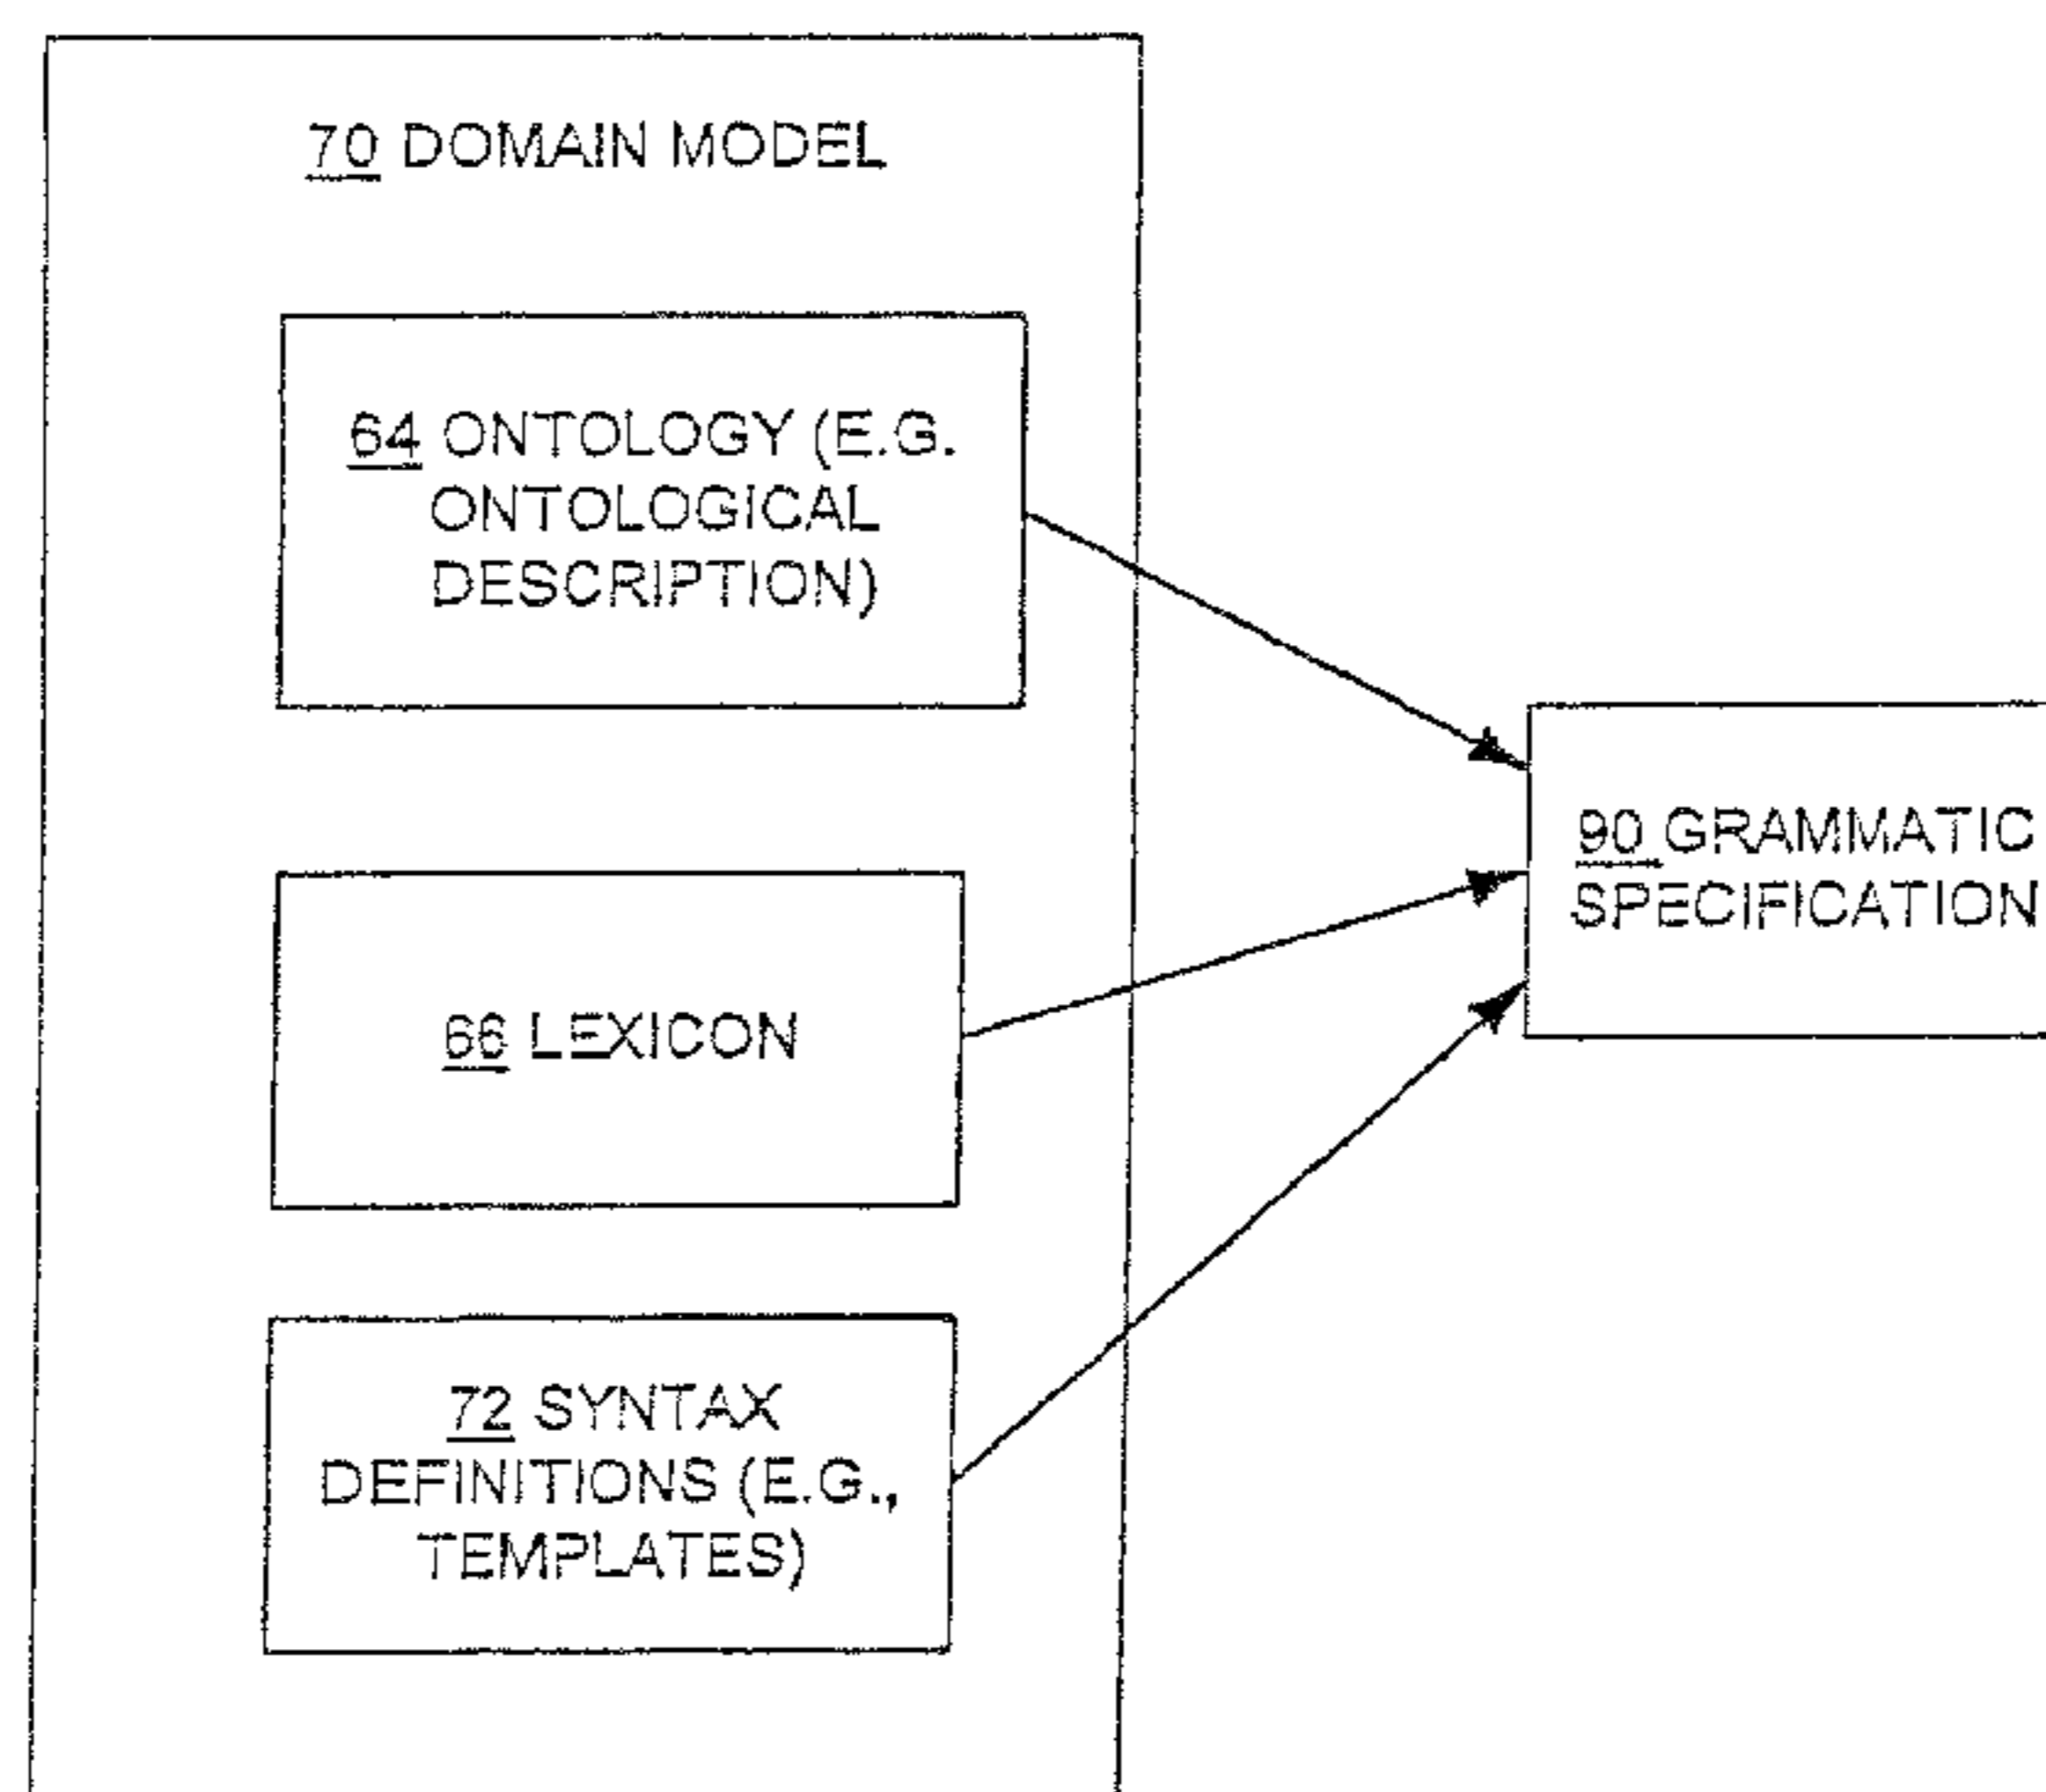 70 DOMAIN MODEL
64 ONTOLOGY (E.G.
ONTOLOGICAL
DESCRIPTION)
66 LEXICON
72 SYNTAX
DEFINITIONS (E.G.,
TEMPLATES)
90 GRAMMATIC
SPECIFICATION